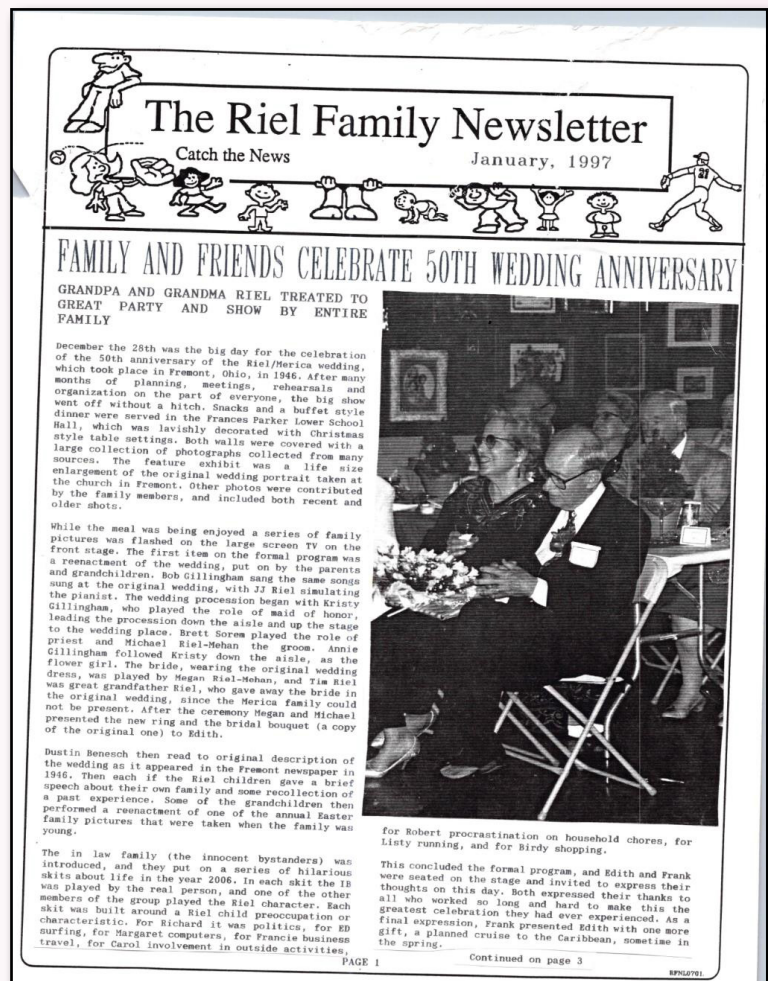 The Riel Family Newsletter
Catch the News
January, 1997
21
FAMILY AND FRIENDS CELEBRATE 50TH WEDDING ANNIVERSARY
GRANDPA AND GRANDMA RIEL TREATED TO
GREAT PARTY AND SHOW BY ENTIRE
FAMILY
December the 28th was the big day for the celebration
of the 50th anniversary of the Riel/Merica wedding,
which took place in Fremont, Ohio, in 1946. After many
months of planning, meetings, rehearsals and
organization on the part of everyone, the big show
went off without a hitch. Snacks and a buffet style
dinner were served in the Frances Parker Lower School
Hall, which was lavishly decorated with Christmas
style table settings. Both walls were covered with a
large collection of photographs collected from many
sources. The feature exhibit was a life size
enlargement of the original wedding portrait taken at
the church in Fremont. Other photos were contributed
by the family members, and included both recent and
older shots.
While the meal was being enjoyed a series of family
pictures was flashed on the large screen TV on the
front stage. The first item on the formal program was
a reenactment of the wedding, put on by the parents
and grandchildren. Bob Gillingham sang the same songs
sung at the original wedding, with JJ Riel simulating
the pianist. The wedding procession began with Kristy
Gillingham, who played the role of maid of honor,
leading the procession down the aisle and up the stage
to the wedding place. Brett Sorem played the role of
priest and Michael Riel-Mehan the groom. Annie
Gillingham followed Kristy down the aisle, as the
flower girl. The bride, wearing the original wedding
dress, was played by Megan Riel-Mehan, and Tim Riel
was great grandfather Riel, who gave away the bride in
the original wedding, since the Merica family could
not be present. After the ceremony Megan and Michael
presented the new ring and the bridal bouquet (a copy
of the original one) to Edith.
Dustin Benesch then read to original description of
the wedding as it appeared in the Fremont newspaper in
1946. Then each if the Riel children gave a brief
speech about their own family and some recollection of
a past experience. Some of the grandchildren then
performed a reenactment of one of the annual Easter
family pictures that were taken when the family was
young.
The in law family (the innocent bystanders) was
introduced, and they put on a series of hilarious
skits about life in the year 2006. In each skit the IB
was played by the real person, and one of the other
members of the group played the Riel character. Each
skit was built around a Riel child preoccupation or
characteristic. For Richard it was politics, for ED
surfing, for Margaret computers, for Francie business
travel, for Carol involvement in outside activities,
for Robert procrastination on household chores, for
Listy running, and for Birdy shopping.
This concluded the formal program, and Edith and Frank
were seated on the stage and invited to express their
thoughts on this day. Both expressed their thanks to
all who worked so long and hard to make this the
greatest celebration they had ever experienced. As a
final expression, Frank presented Edith with one more
gift, a planned cruise to the Caribbean, sometime in
the spring.
Continued on page 3
PAGE 1
RFNL0701